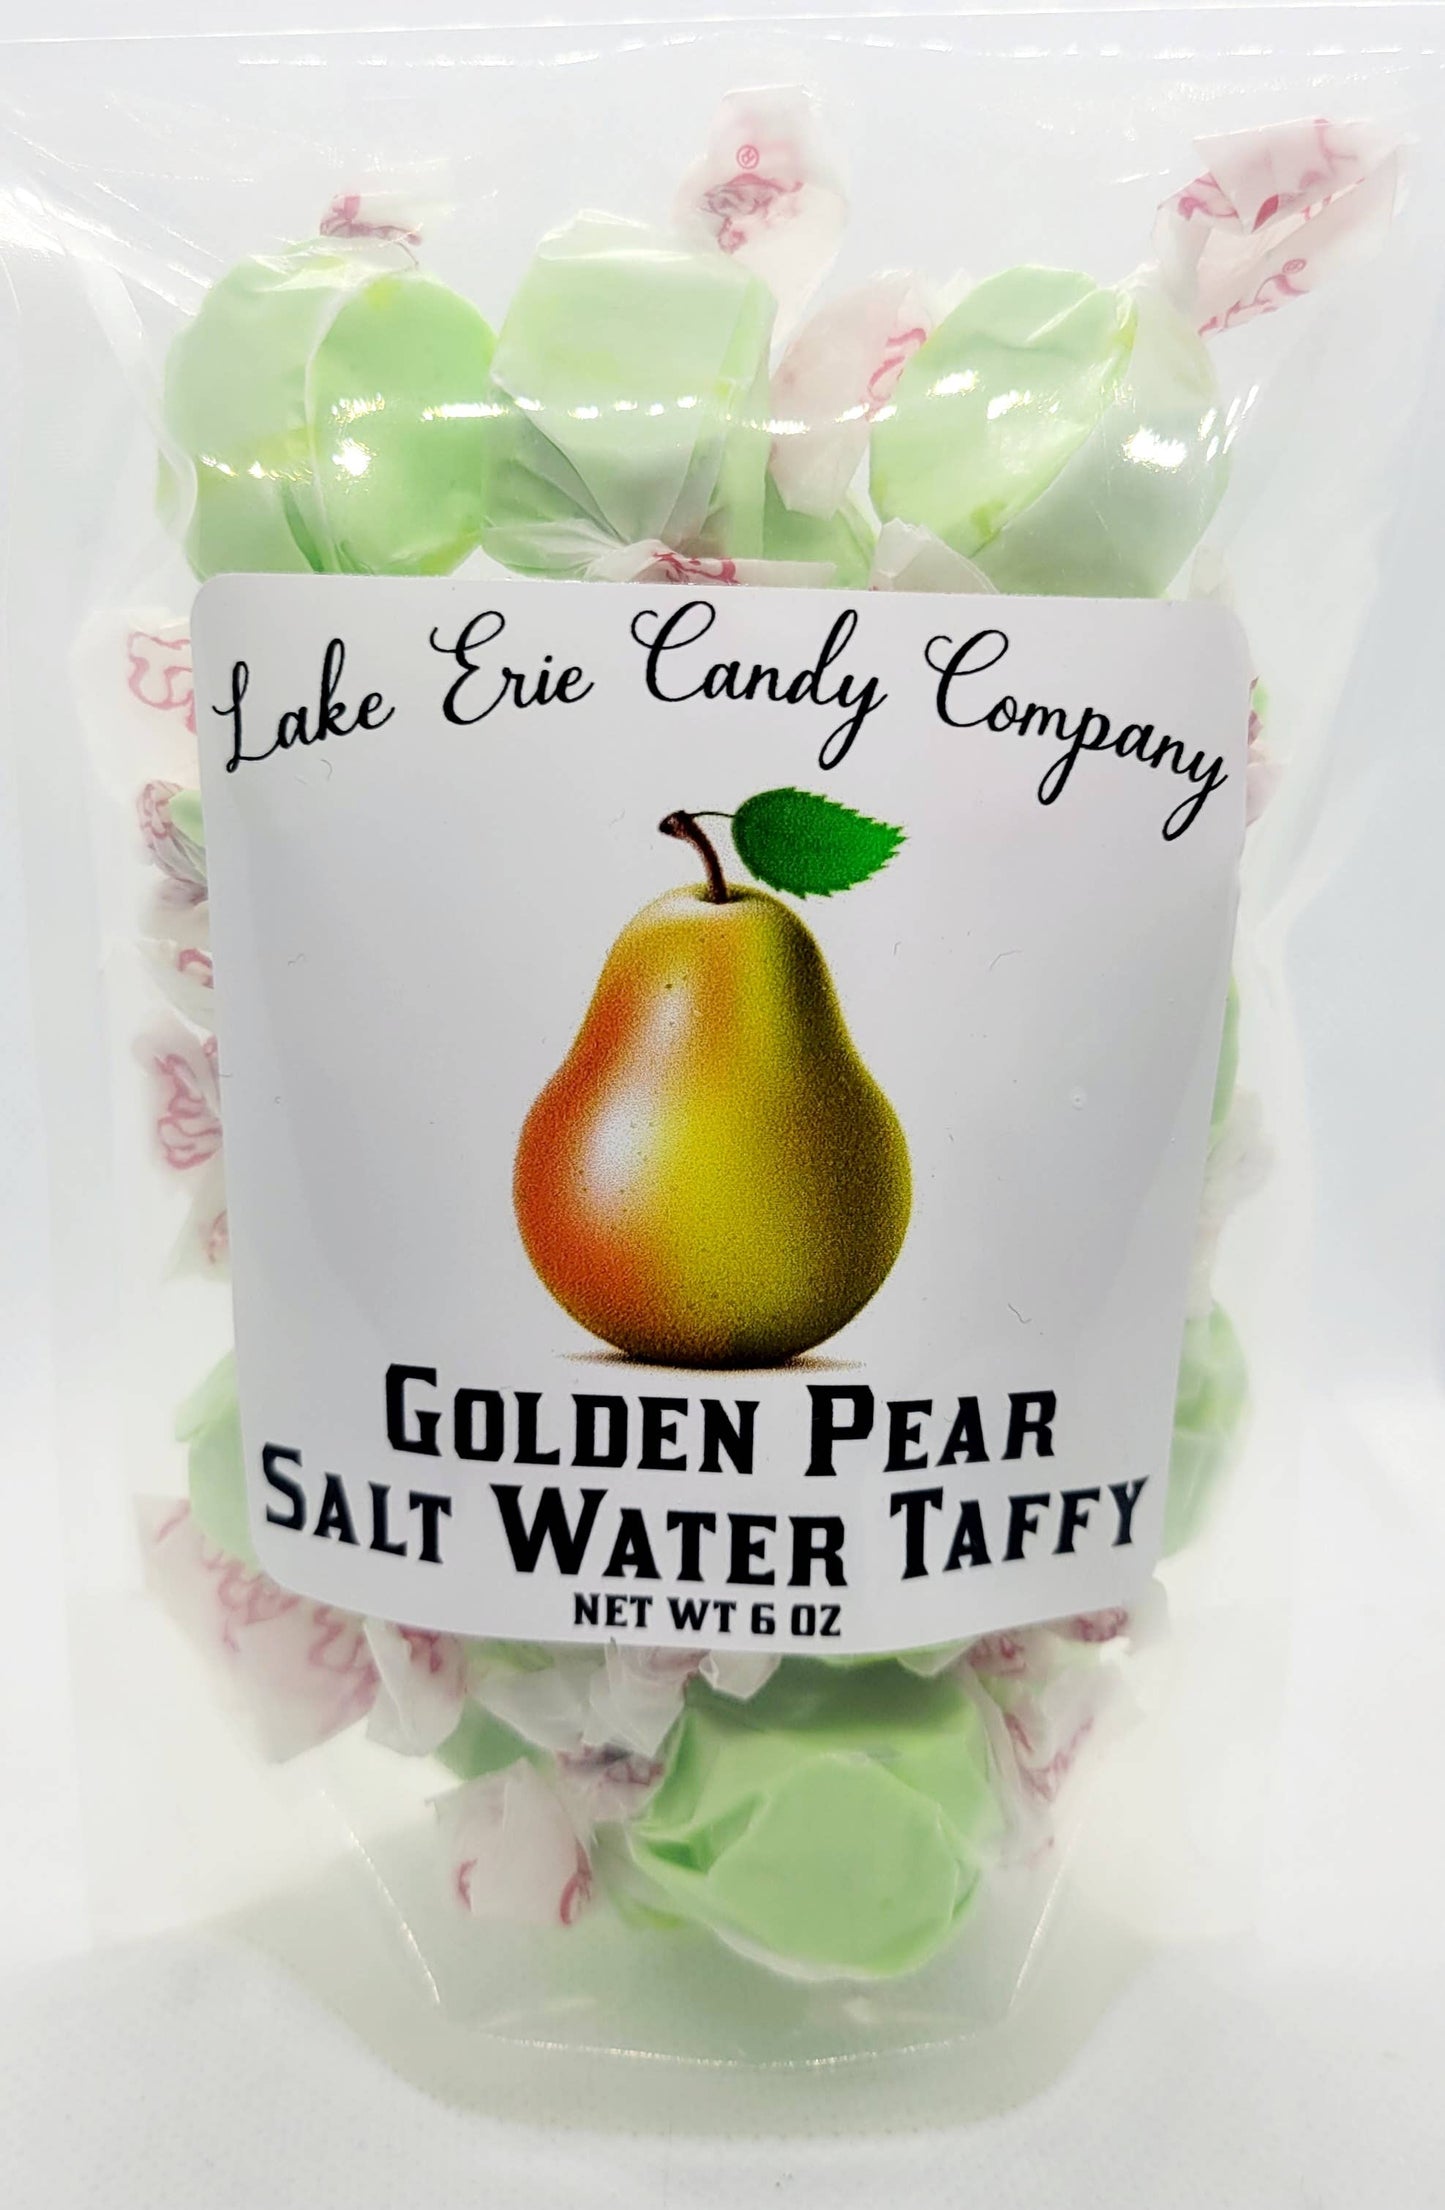 Lake Erie Candy Company
GOLDEN PEAR
SALT WATER TAFFY
NET WT 6 OZ